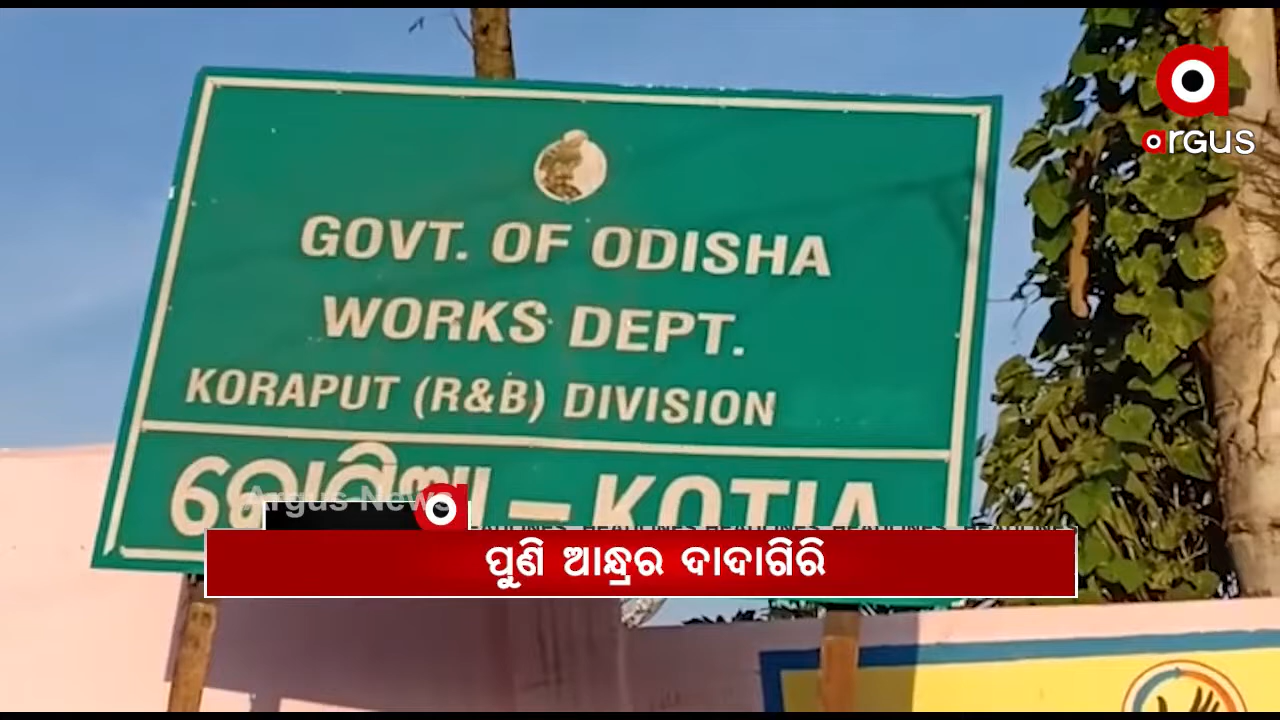 argus
GOVT. OF ODISHA
WORKS DEPT.
KORAPUT (R&B) DIVISION
– KOTIA
Argus News
ପୁଣି ଆନ୍ଧ୍ରର ଦାଦାଗିରି